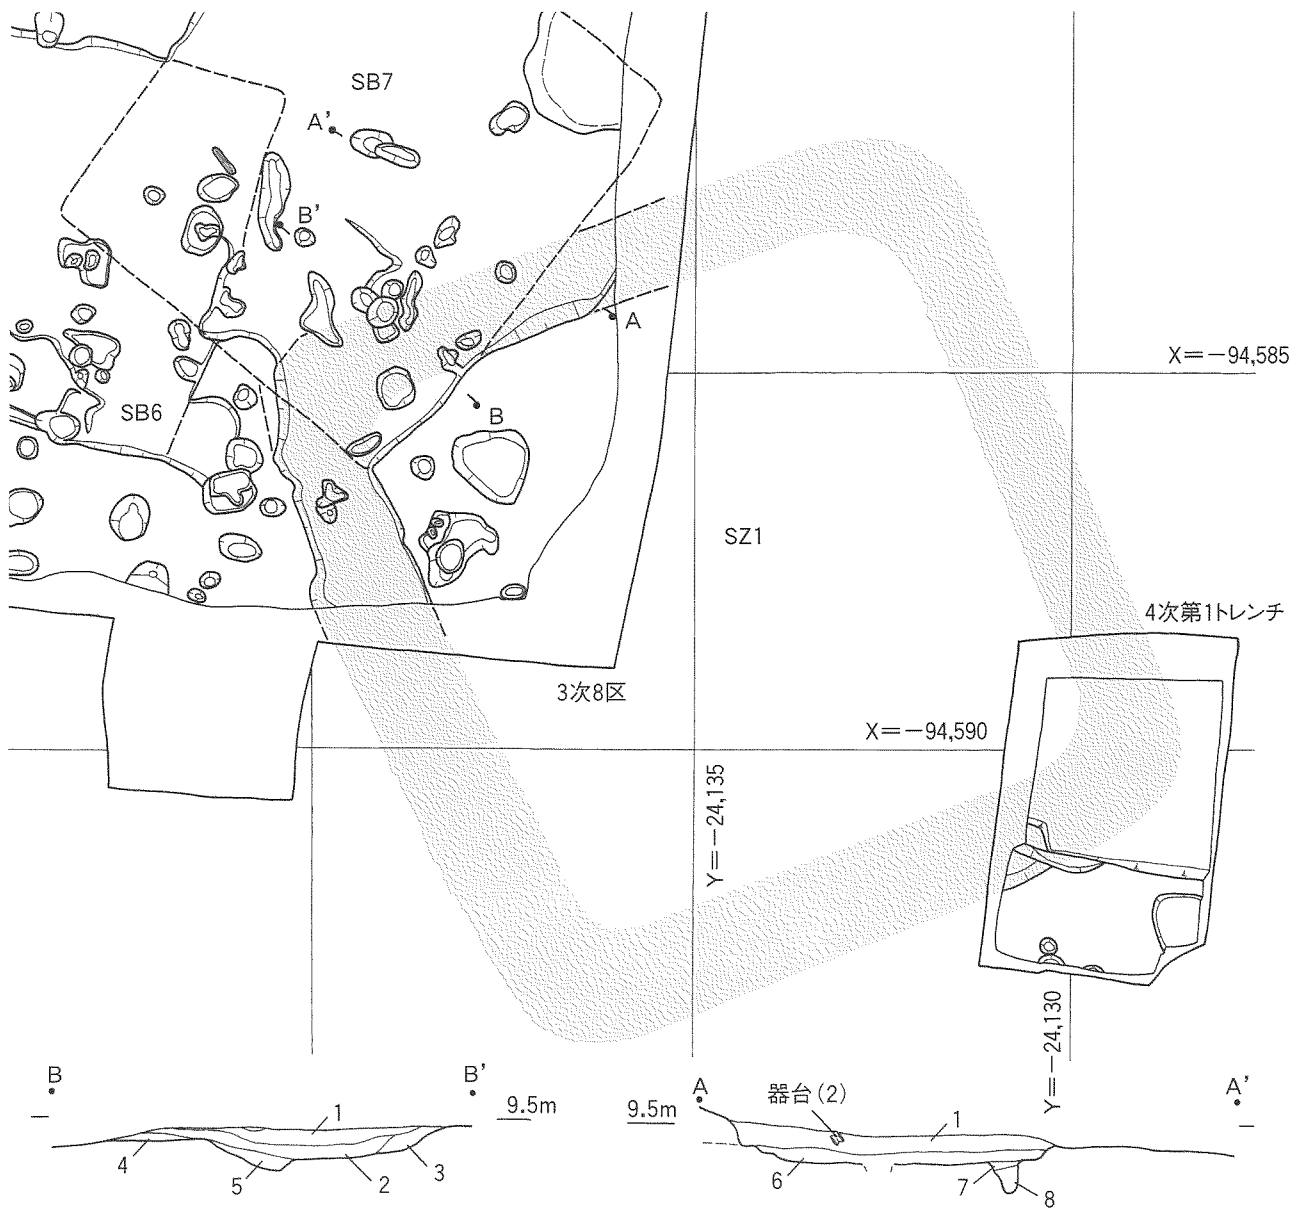 SB7
A'
B'
A
X=-94,585
B
SB6
SZ1
4次第1トレンチ
3次8区
X=-94,590
Y=-24,135
Y=-24,130
B
B'
9.5m
1
4
5
2
3
A
A'
9.5m
器台(2)
1
6
7
8